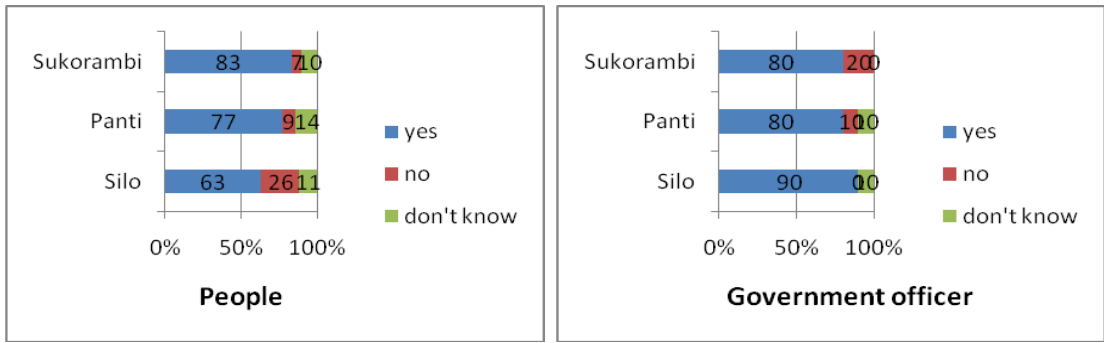 Sukorambi 83 7 10
Panti 77 9 14
Silo 63 26 11
0% 50% 100%
yes
no
don't know
People
Sukorambi 80 20 0
Panti 80 10 10
Silo 90 0 10
0% 50% 100%
yes
no
don't know
Government officer